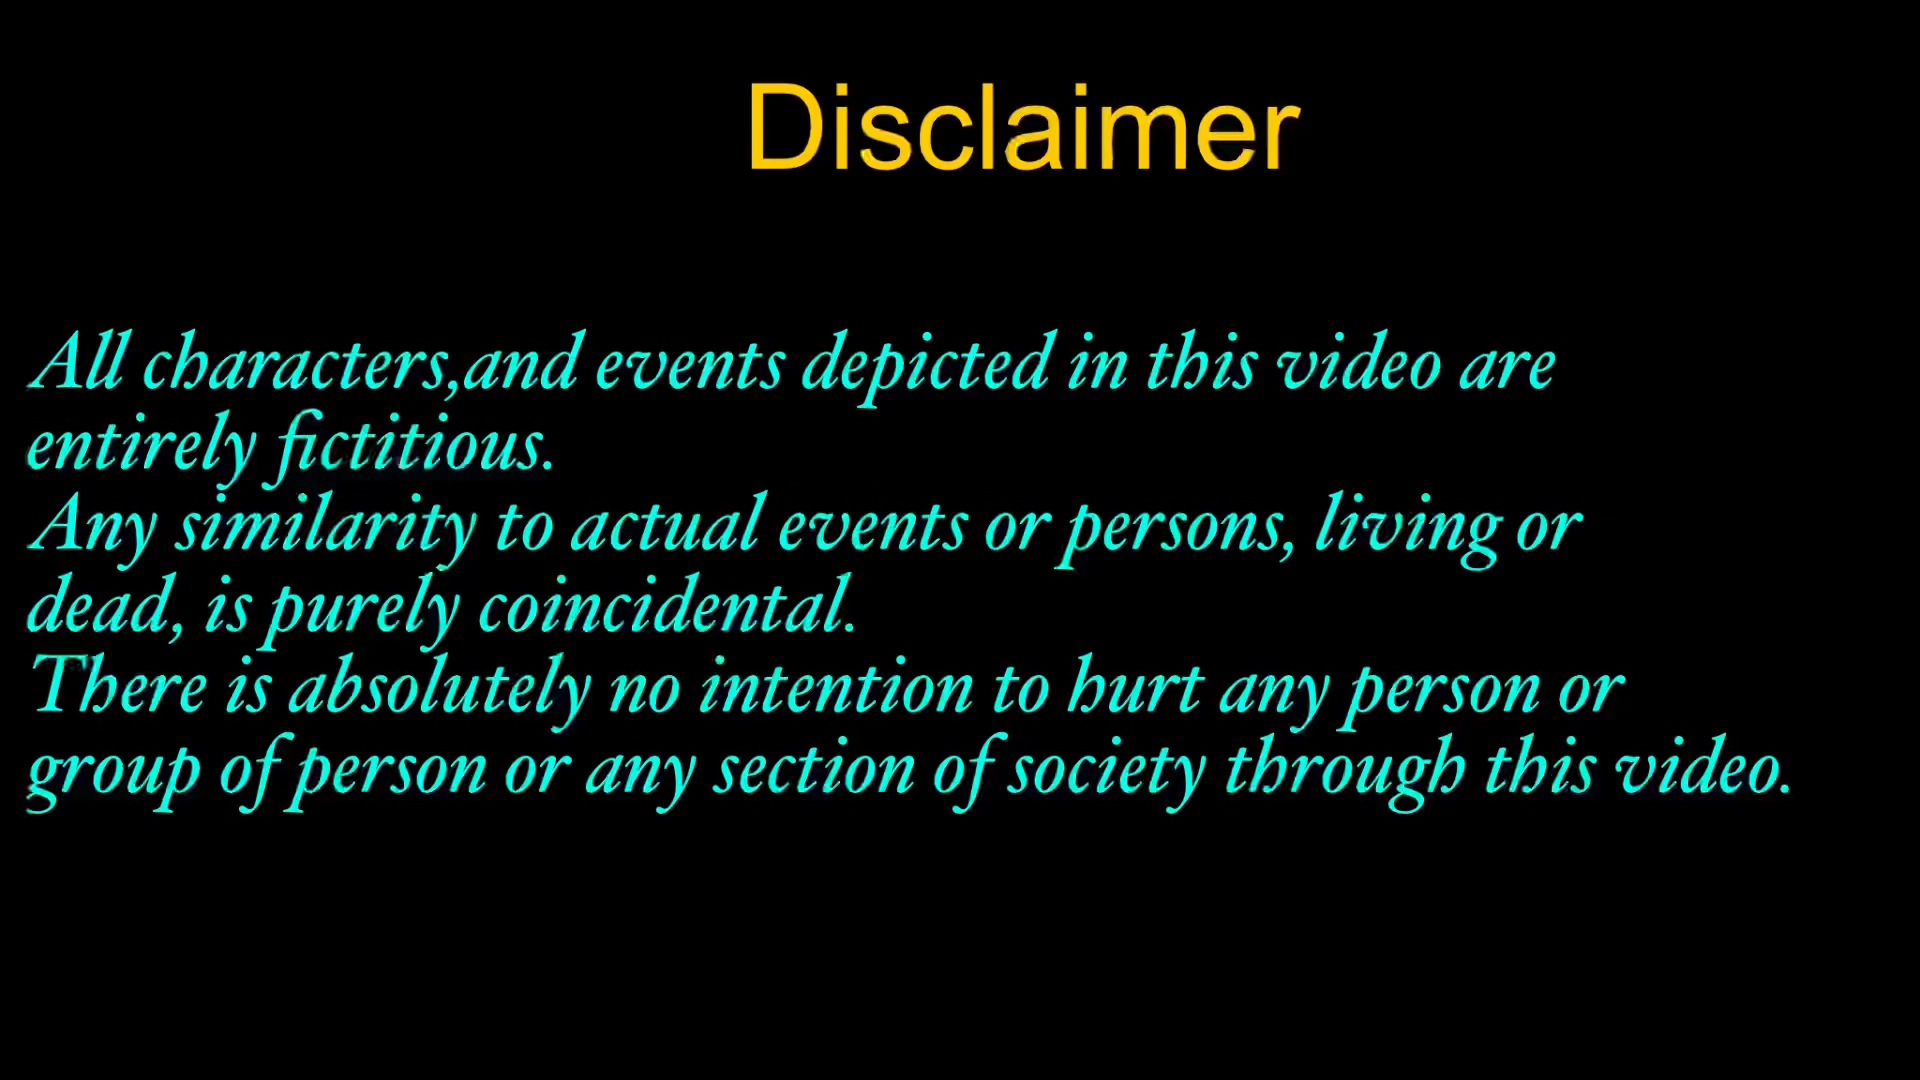 Disclaimer
All characters,and events depicted in this video are
entirely fictitious.
Any similarity to actual events or persons, living or
dead, is purely coincidental.
There is absolutely no intention to hurt any person or
group of person or any section of society through this video.